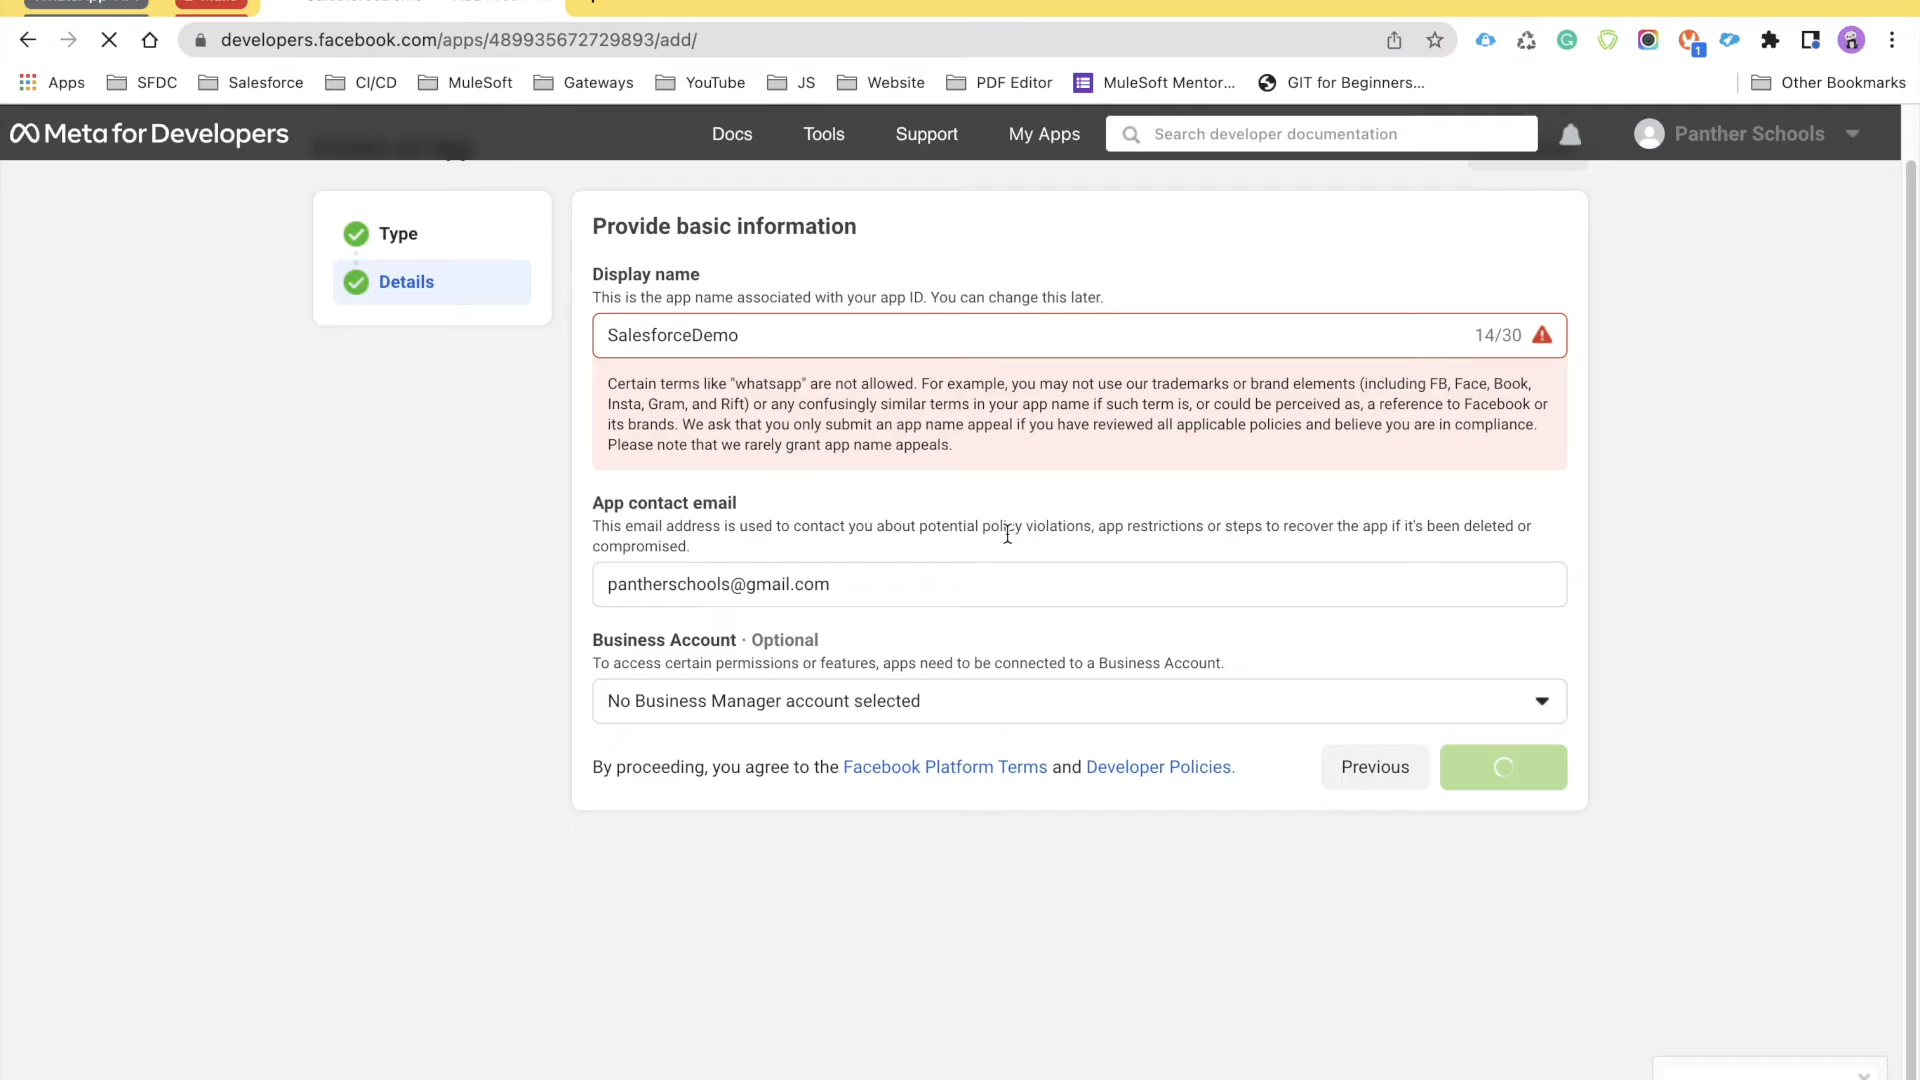 developers.facebook.com/apps/489935672729893/add/
1
Apps SFDC Salesforce CI/CD MuleSoft Gateways YouTube JS Website PDF Editor MuleSoft Mentor... GIT for Beginners... Other Bookmarks
Meta for Developers Docs Tools Support My Apps Search developer documentation Panther Schools
Type
Details
Provide basic information
Display name
This is the app name associated with your app ID. You can change this later.
SalesforceDemo 14/30
Certain terms like "whatsapp" are not allowed. For example, you may not use our trademarks or brand elements (including FB, Face, Book,
Insta, Gram, and Rift) or any confusingly similar terms in your app name if such term is, or could be perceived as, a reference to Facebook or
its brands. We ask that you only submit an app name appeal if you have reviewed all applicable policies and believe you are in compliance.
Please note that we rarely grant app name appeals.
App contact email
This email address is used to contact you about potential policy violations, app restrictions or steps to recover the app if it's been deleted or
compromised.
pantherschools@gmail.com
Business Account · Optional
To access certain permissions or features, apps need to be connected to a Business Account.
No Business Manager account selected
By proceeding, you agree to the Facebook Platform Terms and Developer Policies.
Previous